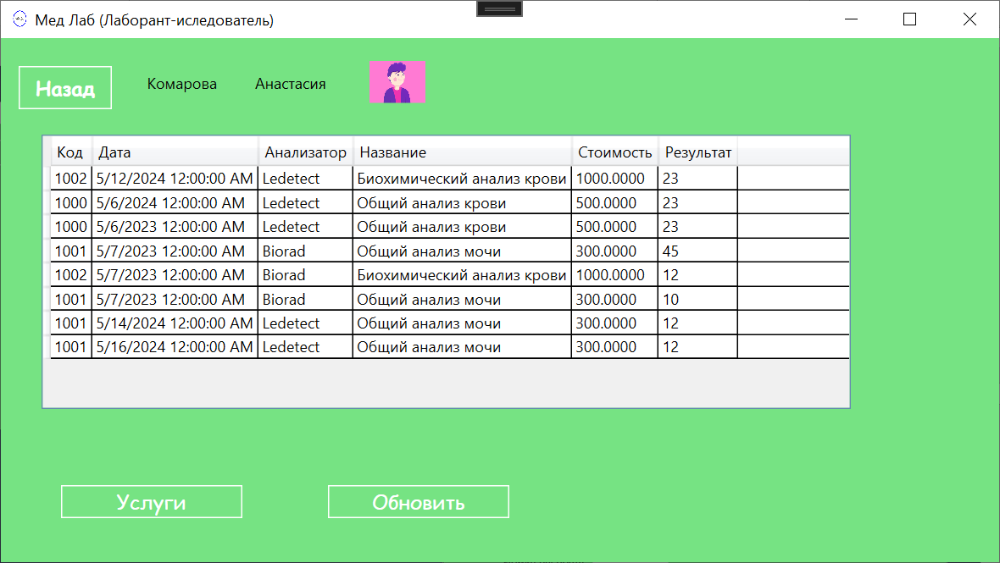 Мед Лаб (Лаборант-иследователь)
Назад Комарова Анастасия
Код Дата Анализатор Название Стоимость Результат
1002 5/12/2024 12:00:00 AM Ledetect Биохимический анализ крови 1000.0000 23
1000 5/6/2024 12:00:00 AM Ledetect Общий анализ крови 500.0000 23
1000 5/6/2023 12:00:00 AM Ledetect Общий анализ крови 500.0000 23
1001 5/7/2023 12:00:00 AM Biorad Общий анализ мочи 300.0000 45
1002 5/7/2023 12:00:00 AM Biorad Биохимический анализ крови 1000.0000 12
1001 5/7/2023 12:00:00 AM Biorad Общий анализ мочи 300.0000 10
1001 5/14/2024 12:00:00 AM Ledetect Общий анализ мочи 300.0000 12
1001 5/16/2024 12:00:00 AM Ledetect Общий анализ мочи 300.0000 12
Услуги Обновить